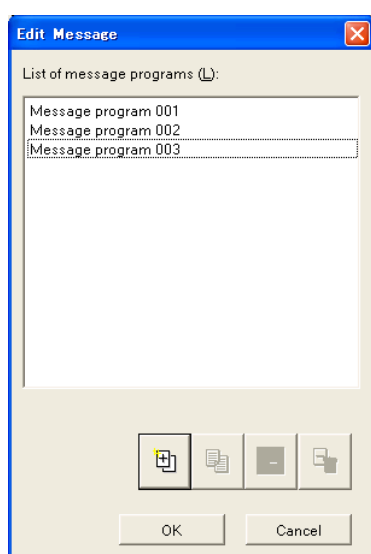 Edit Message
List of message programs (L):
Message program 001
Message program 002
Message program 003
OK
Cancel